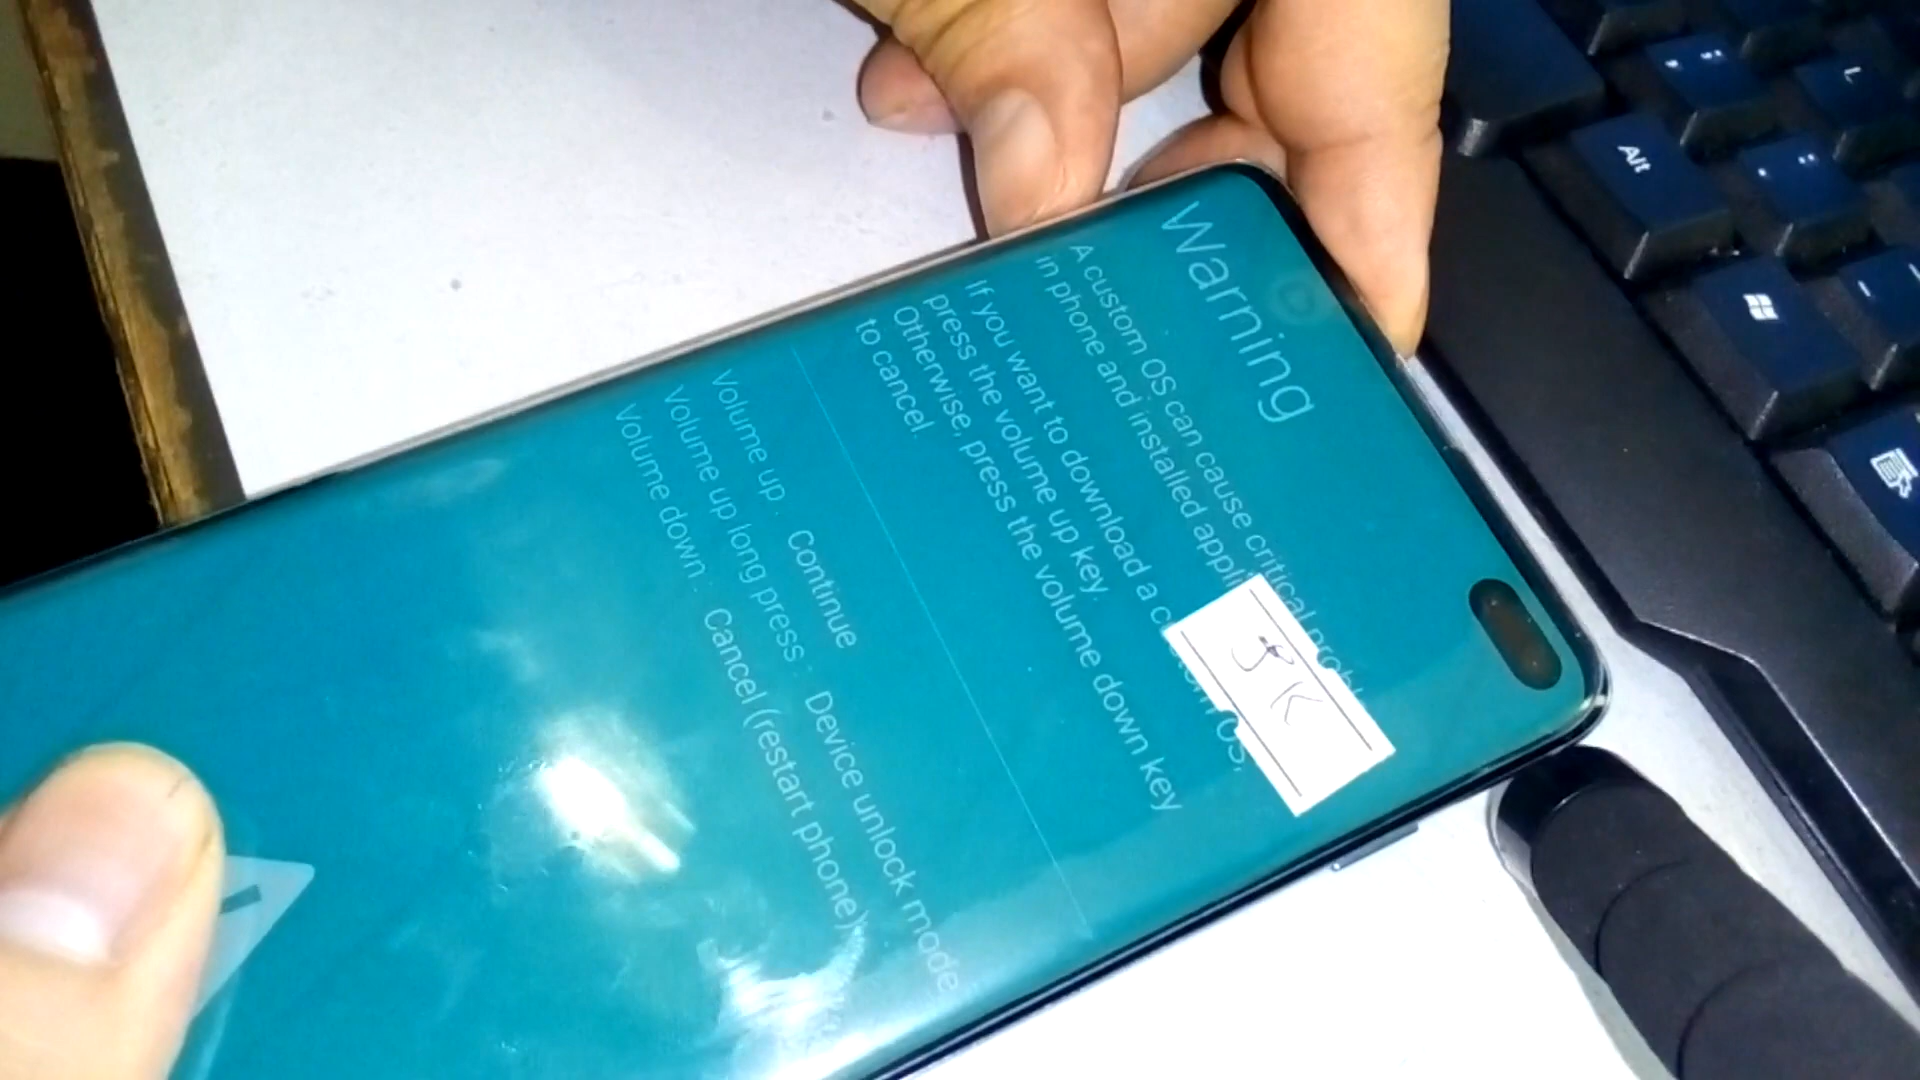 Warning
A custom OS can cause critical
in phone and installed
If you want to download a OS,
press the volume up key.
Otherwise, press the volume down key
to cancel.
Volume up : Continue
Volume up long press : Device unlock mode
Volume down : Cancel (restart phone)
K
Alt
L
; :